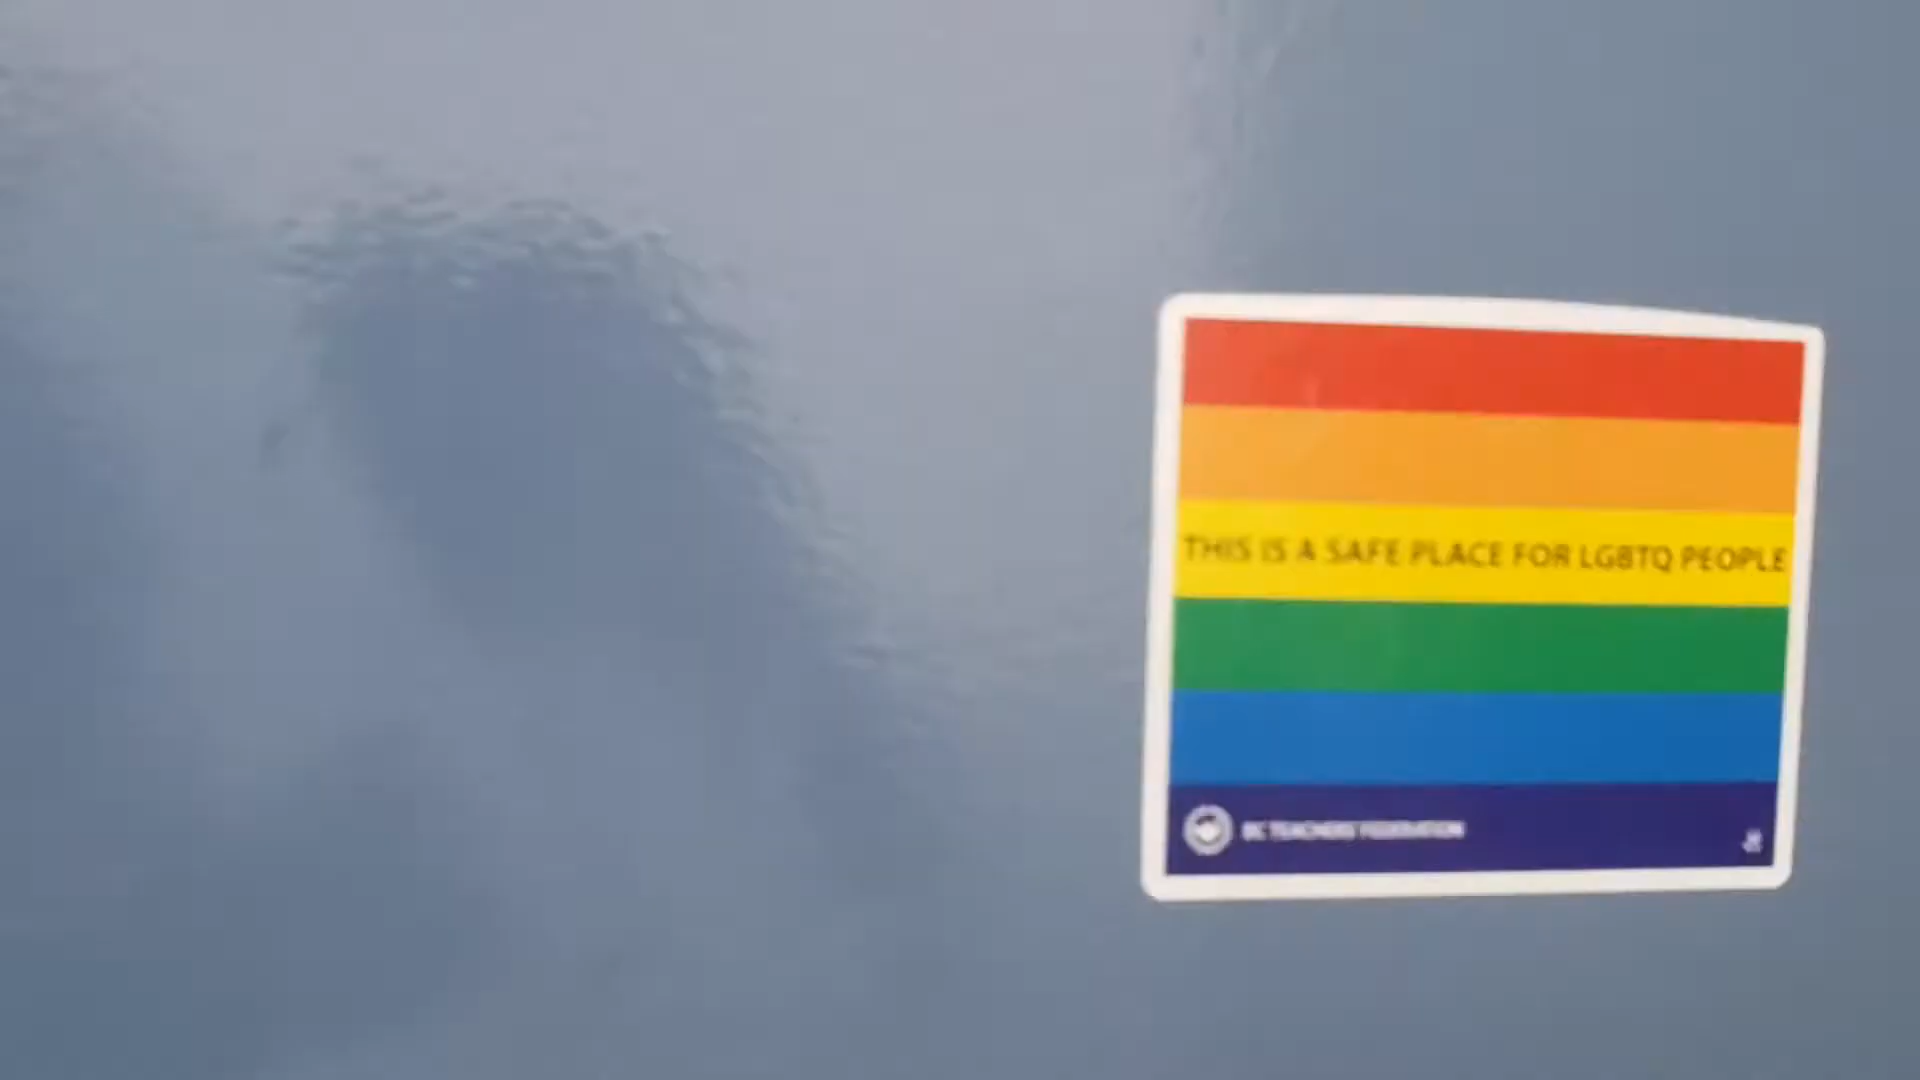 THIS IS A SAFE PLACE FOR LGBTQ PEOPLE
BC TEACHERS' FEDERATION